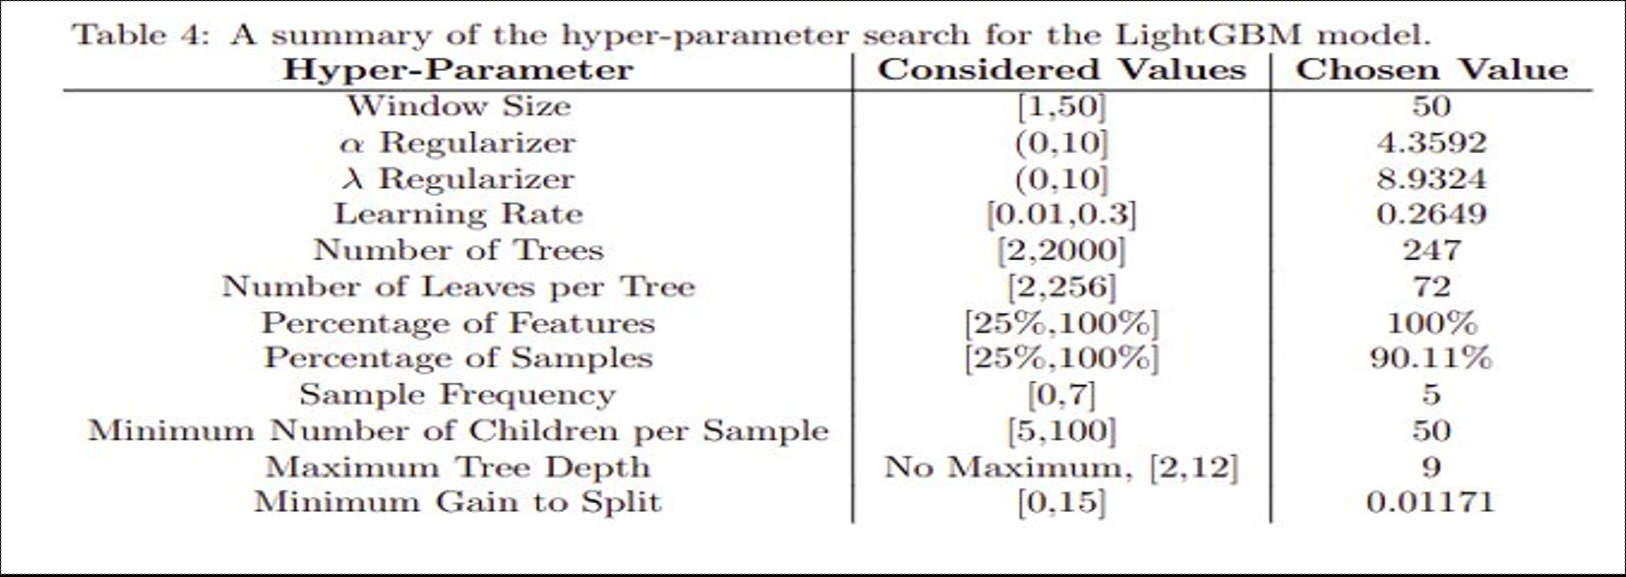 Table 4: A summary of the hyper-parameter search for the LightGBM model.
Hyper-Parameter Considered Values Chosen Value
Window Size [1,50] 50
α Regularizer (0,10] 4.3592
λ Regularizer (0,10] 8.9324
Learning Rate [0.01,0.3] 0.2649
Number of Trees [2,2000] 247
Number of Leaves per Tree [2,256] 72
Percentage of Features [25%,100%] 100%
Percentage of Samples [25%,100%] 90.11%
Sample Frequency [0,7] 5
Minimum Number of Children per Sample [5,100] 50
Maximum Tree Depth No Maximum, [2,12] 9
Minimum Gain to Split [0,15] 0.01171